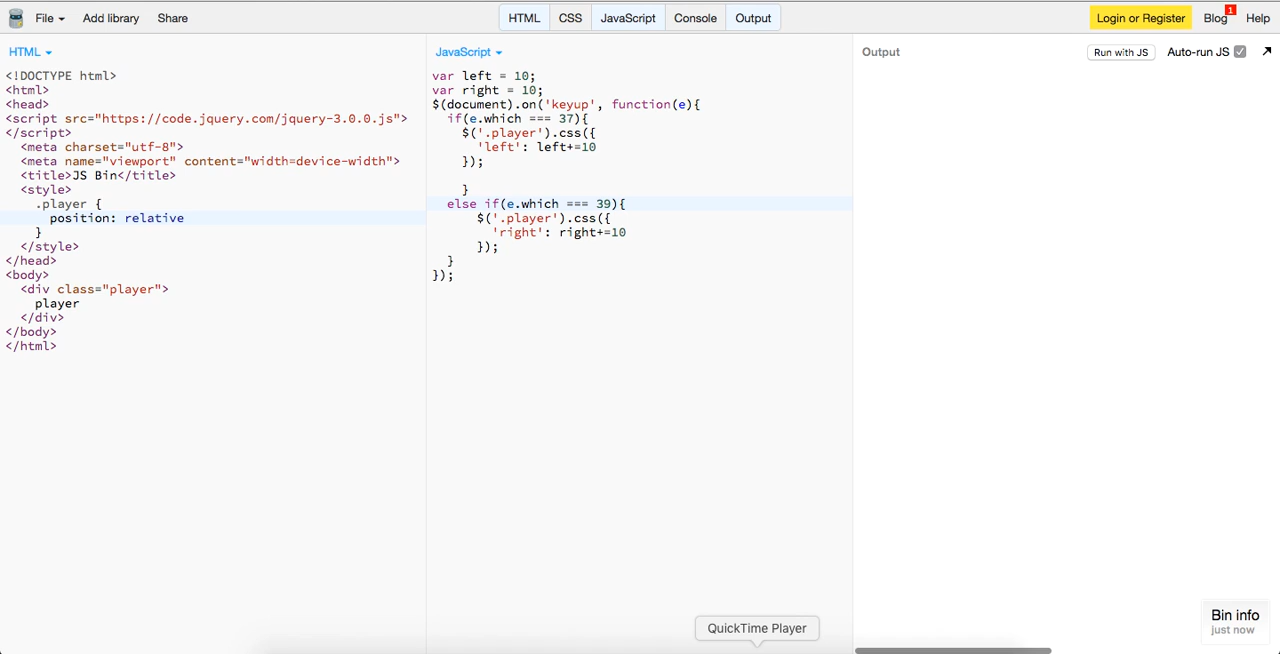 File Add library Share HTML CSS JavaScript Console Output Login or Register Blog 1 Help
HTML
<!DOCTYPE html>
<html>
<head>
<script src="https://code.jquery.com/jquery-3.0.0.js">
</script>
<meta charset="utf-8">
<meta name="viewport" content="width=device-width">
<title>JS Bin</title>
<style>
.player {
position: relative
}
</style>
</head>
<body>
<div class="player">
player
</div>
</body>
</html>
JavaScript
var left = 10;
var right = 10;
$(document).on('keyup', function(e){
if(e.which === 37){
$('.player').css({
'left': left+=10
});
}
else if(e.which === 39){
$('.player').css({
'right': right+=10
});
}
});
Output Run with JS Auto-run JS
QuickTime Player
Bin info
just now